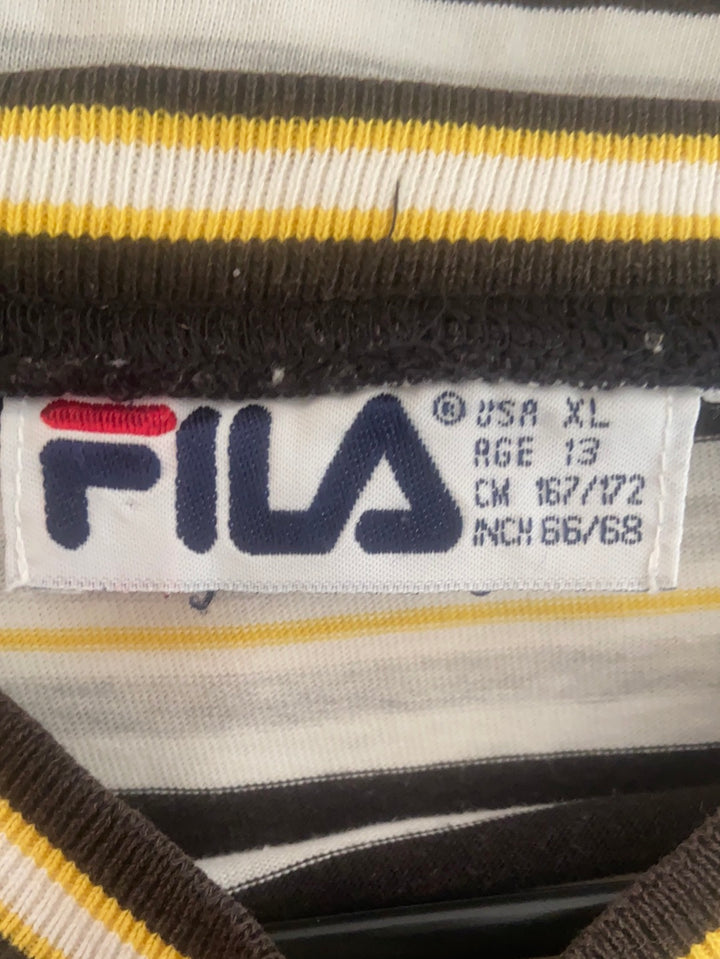 FILA ®
USA XL
AGE 13
CM 167/172
INCH 66/68